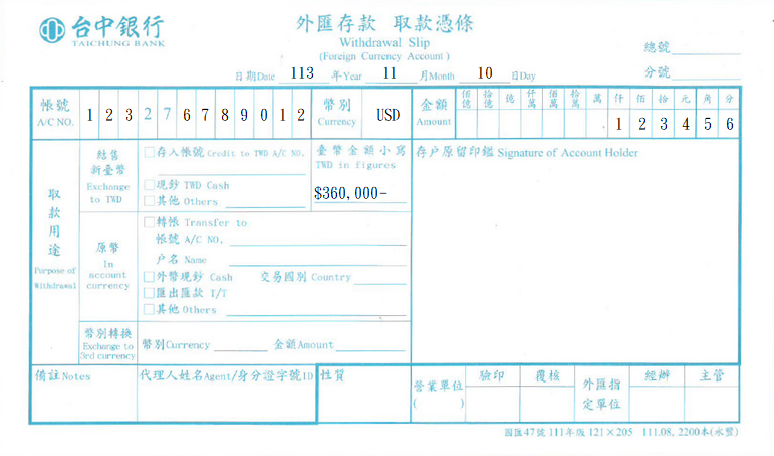 台中銀行
TAICHUNG BANK
外匯存款 取款憑條
Withdrawal Slip
(Foreign Currency Account)
總號
分號
日期Date 113 年Year 11 月Month 10 日Day
帳號
A/C NO.
1 2 3 2 7 6 7 8 9 0 1 2
幣別
Currency
USD
金額
Amount
佰億 拾億 億 仟萬 佰萬 拾萬 萬 仟 佰 拾 元 角 分
1 2 3 4 5 6
取款用途
Purpose of
Withdrawal
結售
新臺幣
Exchange
to TWD
□存入帳號 Credit to TWD A/C NO.
□現鈔 TWD Cash
□其他 Others
臺幣金額小寫
TWD in figures
$360,000-
存户原留印鑑 Signature of Account Holder
原幣
In
account
currency
□轉帳 Transfer to
帳號 A/C NO.
户名 Name
□外幣現鈔 Cash 交易國別 Country
□匯出匯款 T/T
□其他 Others
幣別轉換
Exchange to
3rd currency
幣別Currency 金額Amount
備註Notes
代理人姓名Agent/身分證字號ID
性質
營業單位
( )
驗印
覆核
外匯指
定單位
經辦
主管
國匯47號 111年版 121×205 111.08, 2200本(永豐)